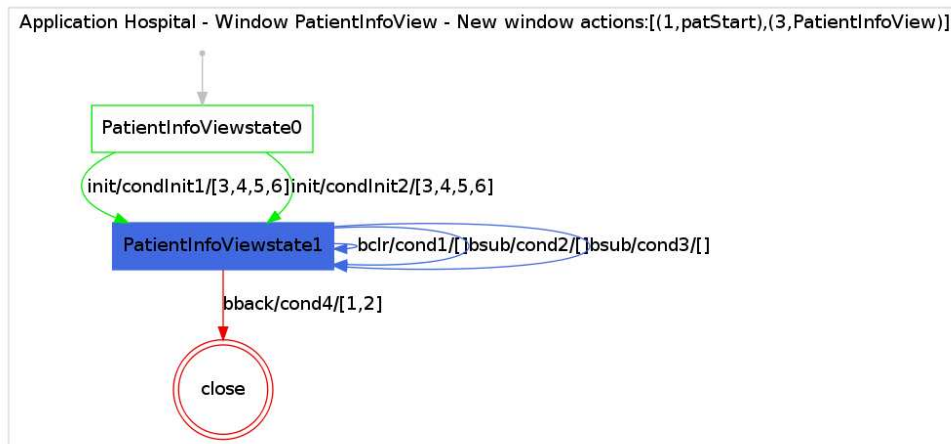 Application Hospital - Window PatientInfoView - New window actions:[(1,patStart),(3,PatientInfoView)]
PatientInfoViewstate0
init/condInit1/[3,4,5,6]
init/condInit2/[3,4,5,6]
PatientInfoViewstate1
bclr/cond1/[]
bsub/cond2/[]
bsub/cond3/[]
bback/cond4/[1,2]
close